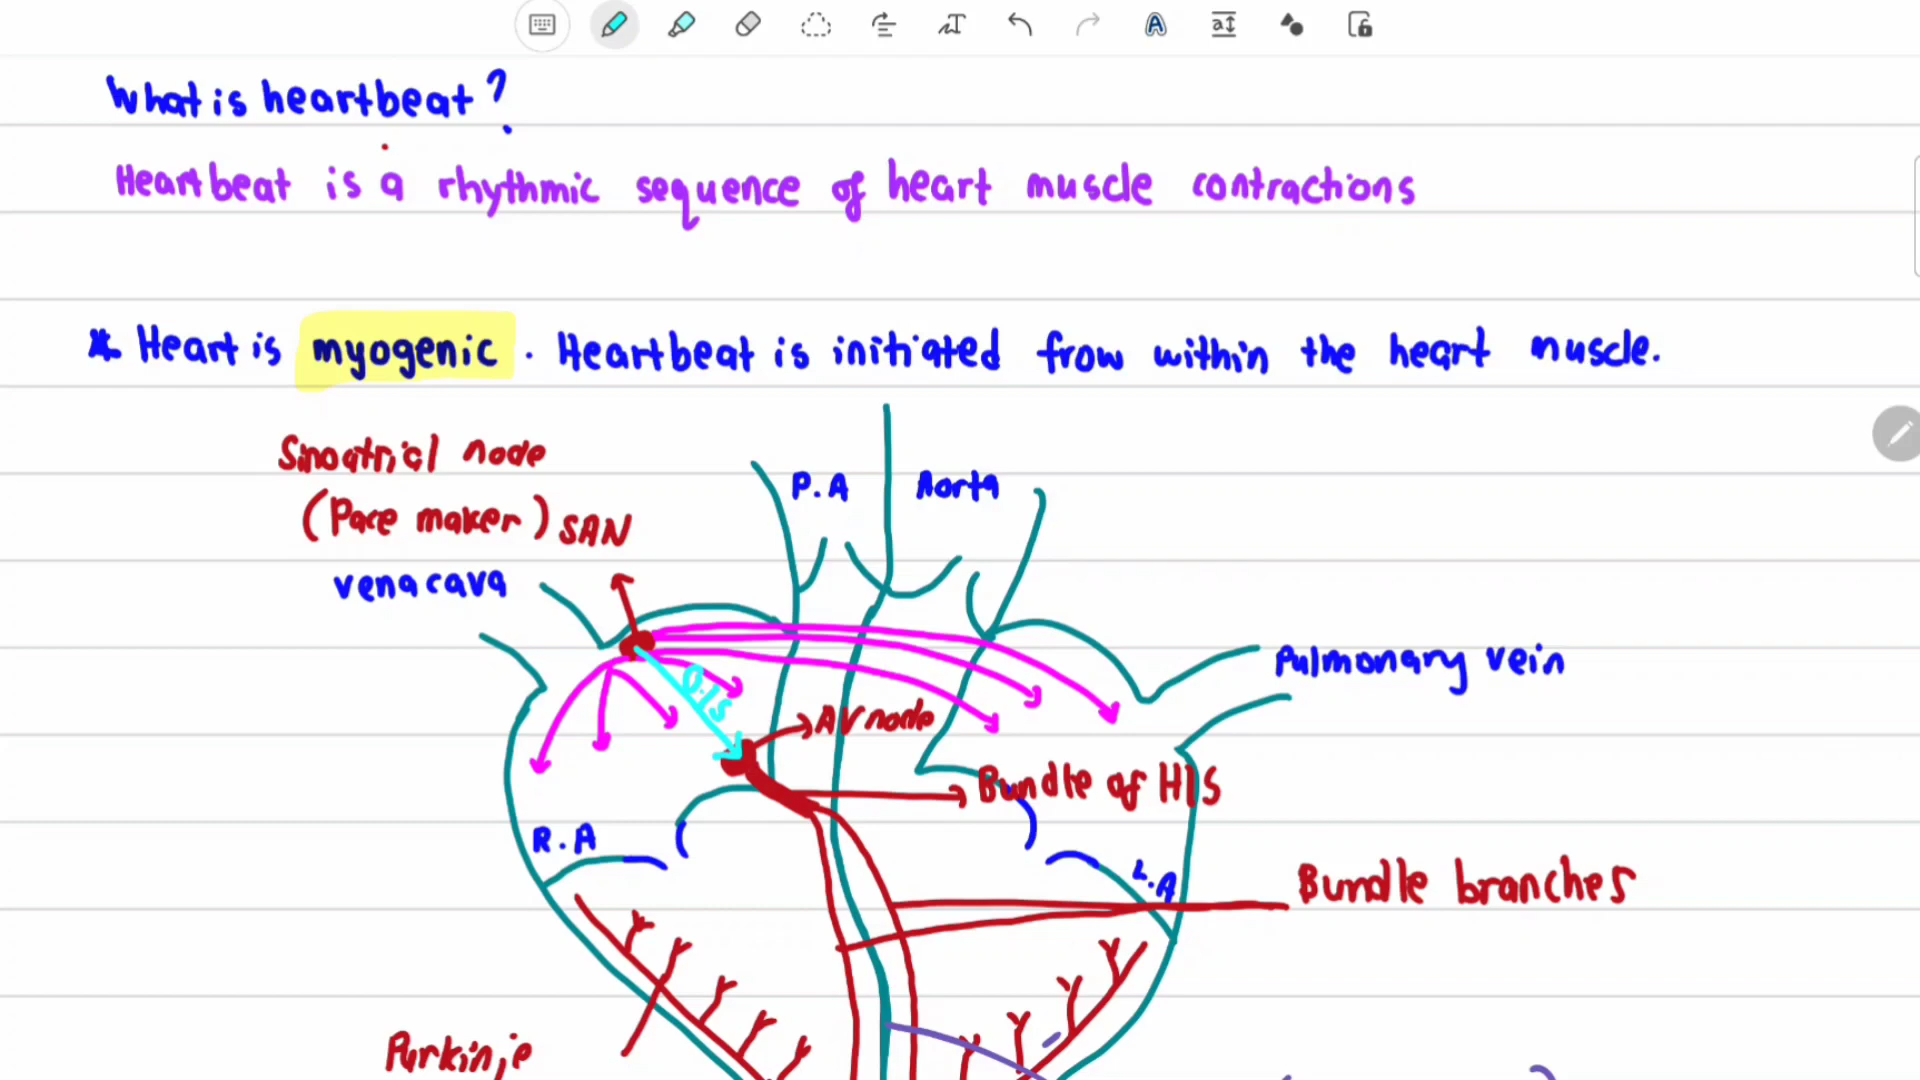 What is heartbeat?
Heartbeat is a rhythmic sequence of heart muscle contractions
* Heart is myogenic. Heartbeat is initiated from within the heart muscle.
Sinoatrial node
(Pace maker) SAN
P.A
Aorta
vena cava
Pulmonary vein
0.1s
AV node
Bundle of HIS
R.A
L.A
Bundle branches
Purkinje